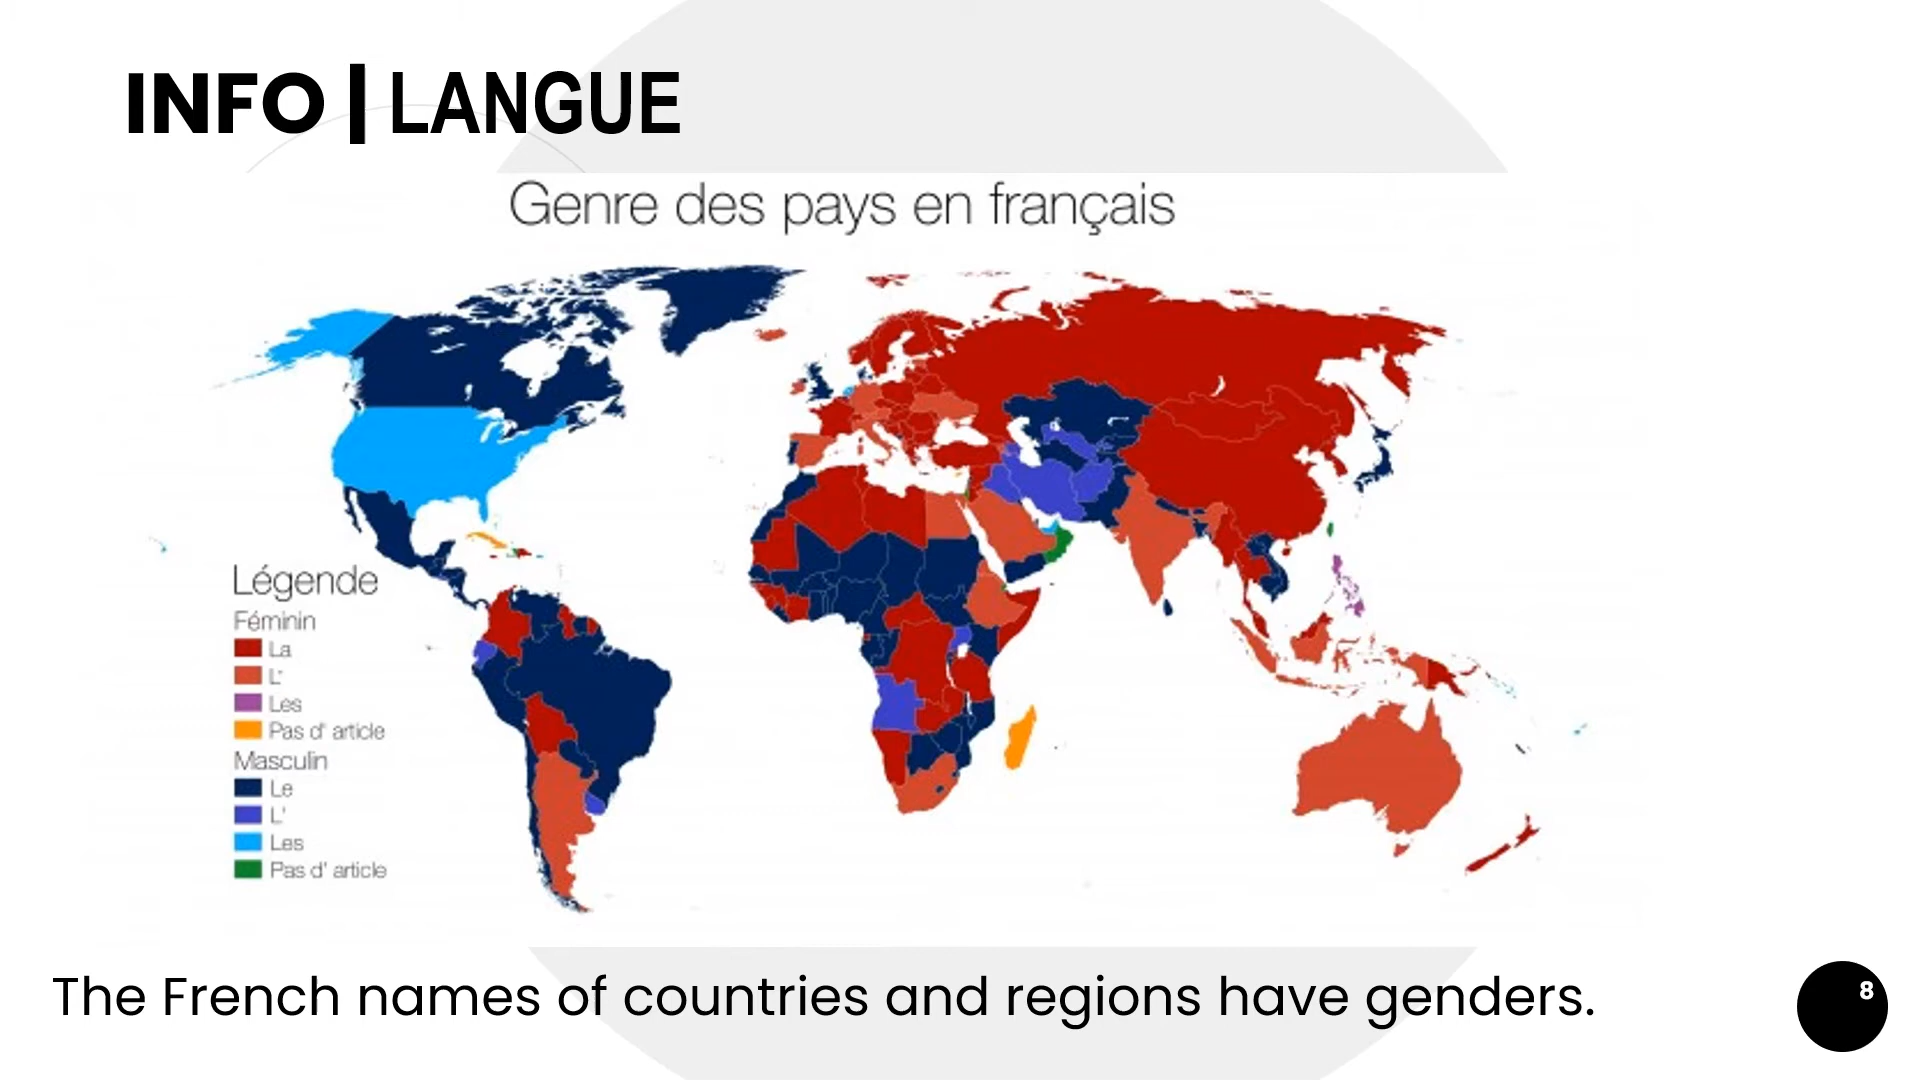 INFO | LANGUE
Genre des pays en français
Légende
Féminin
La
L'
Les
Pas d' article
Masculin
Le
L'
Les
Pas d' article
The French names of countries and regions have genders.
8